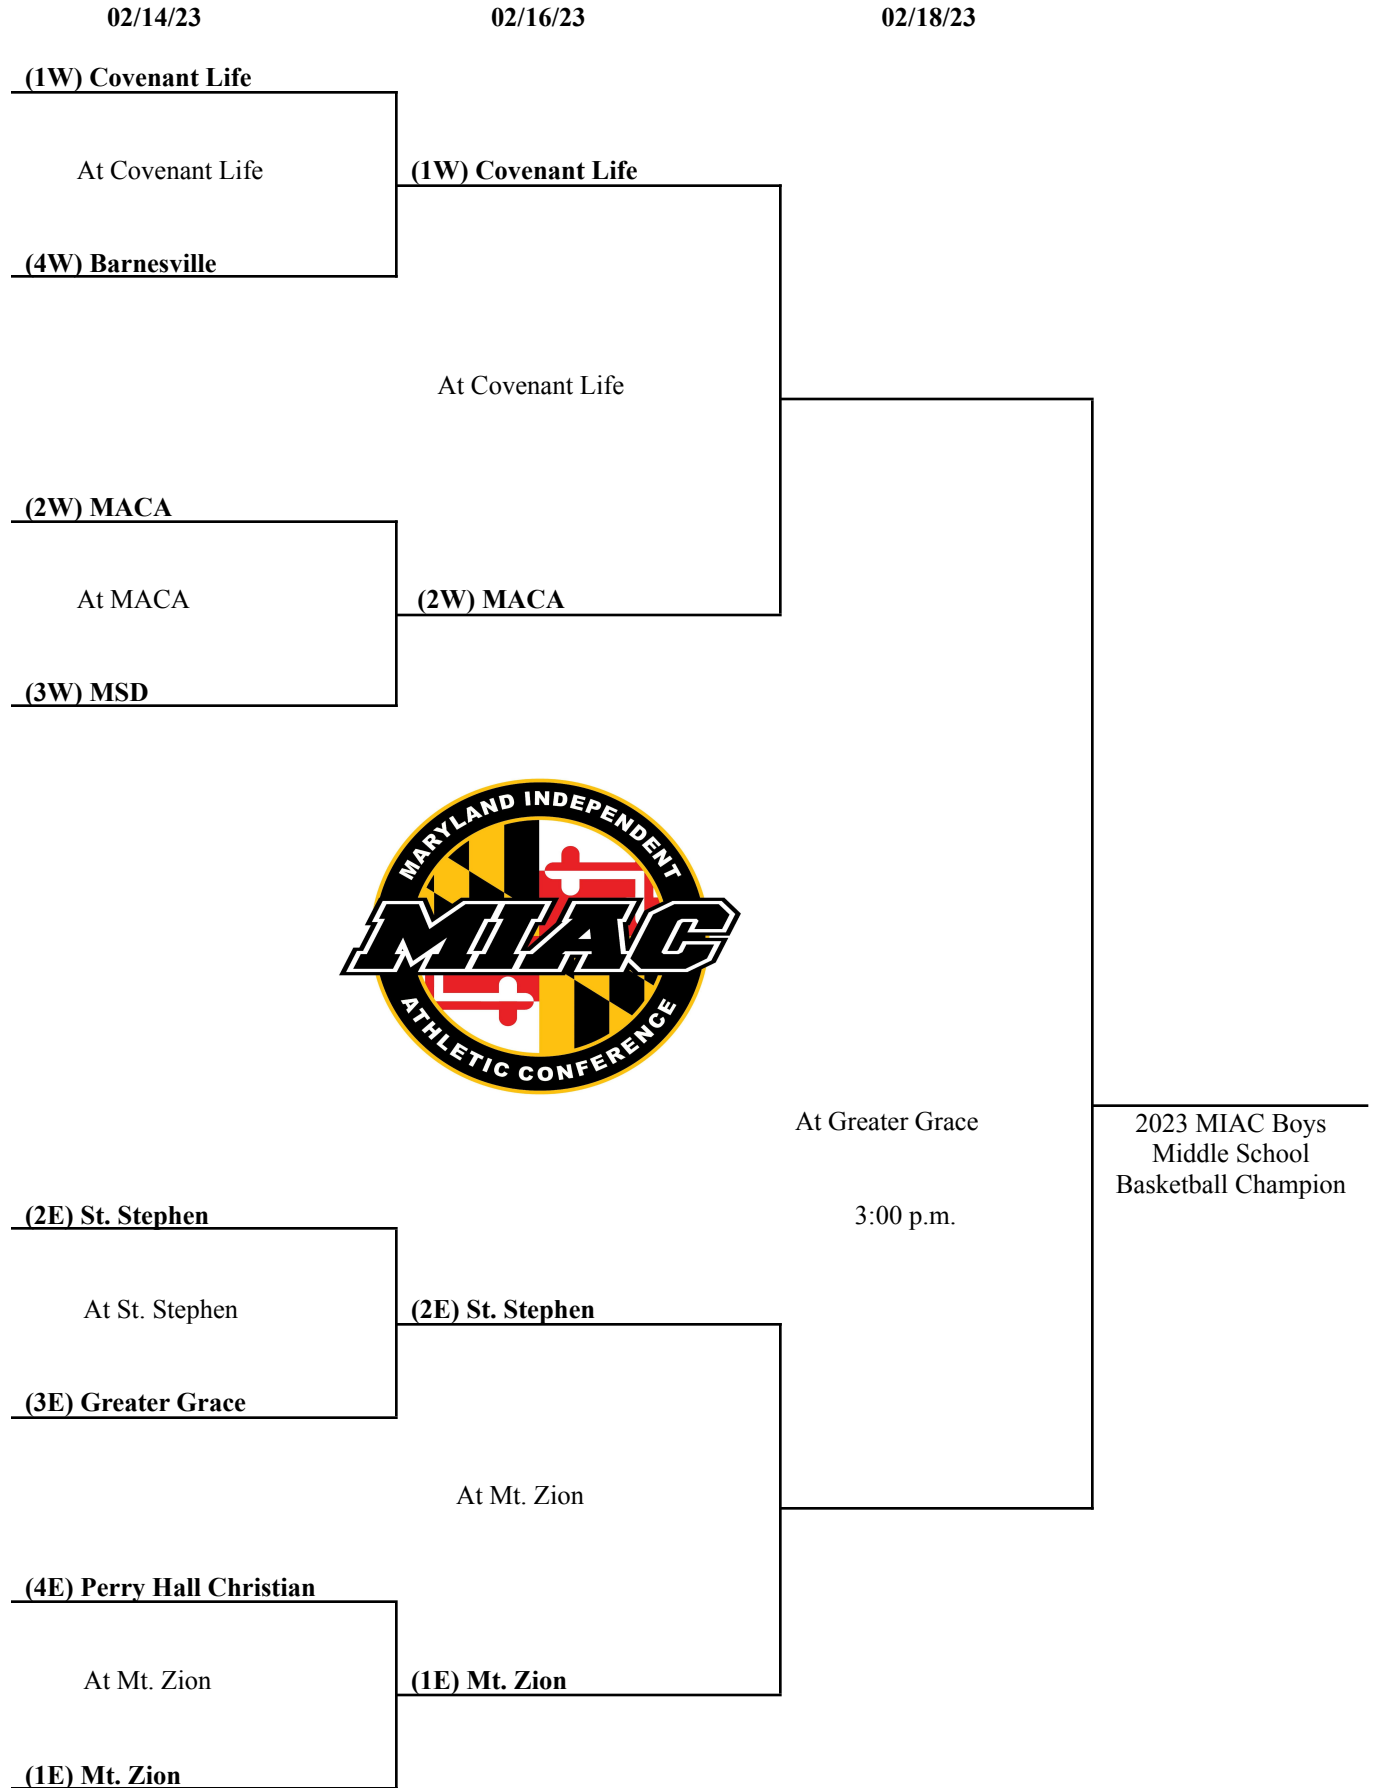 02/14/23 02/16/23 02/18/23
(1W) Covenant Life
At Covenant Life (1W) Covenant Life
(4W) Barnesville
At Covenant Life
(2W) MACA
At MACA (2W) MACA
(3W) MSD
MARYLAND INDEPENDENT
MIAC
ATHLETIC CONFERENCE
At Greater Grace
2023 MIAC Boys
Middle School
Basketball Champion
(2E) St. Stephen 3:00 p.m.
At St. Stephen (2E) St. Stephen
(3E) Greater Grace
At Mt. Zion
(4E) Perry Hall Christian
At Mt. Zion (1E) Mt. Zion
(1E) Mt. Zion